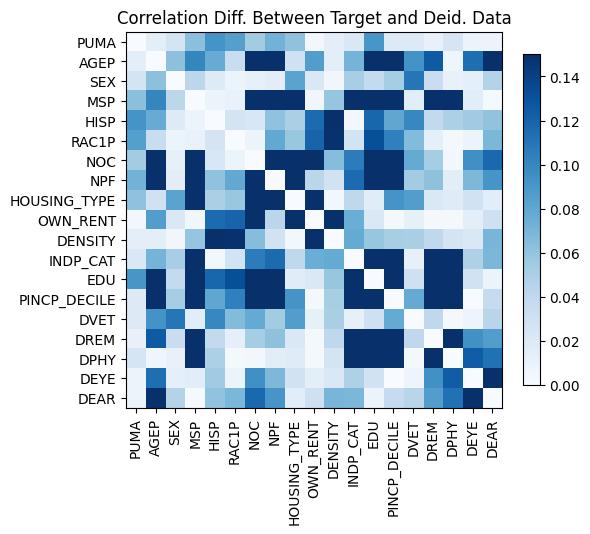 Correlation Diff. Between Target and Deid. Data
PUMA
AGEP
SEX
MSP
HISP
RAC1P
NOC
NPF
HOUSING_TYPE
OWN_RENT
DENSITY
INDP_CAT
EDU
PINCP_DECILE
DVET
DREM
DPHY
DEYE
DEAR
PUMA
AGEP
SEX
MSP
HISP
RAC1P
NOC
NPF
HOUSING_TYPE
OWN_RENT
DENSITY
INDP_CAT
EDU
PINCP_DECILE
DVET
DREM
DPHY
DEYE
DEAR
0.14
0.12
0.10
0.08
0.06
0.04
0.02
0.00